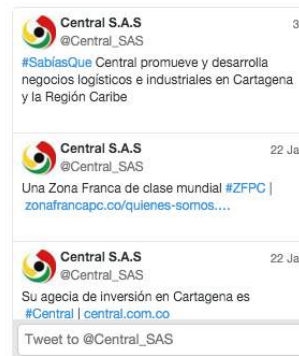 Central S.A.S 3
@Central_SAS
#SabíasQue Central promueve y desarrolla
negocios logísticos e industriales en Cartagena
y la Región Caribe
Central S.A.S 22 Ja
@Central_SAS
Una Zona Franca de clase mundial #ZFPC |
zonafrancapc.co/quienes-somos....
Central S.A.S 22 Ja
@Central_SAS
Su agecia de inversión en Cartagena es
#Central | central.com.co
Tweet to @Central_SAS